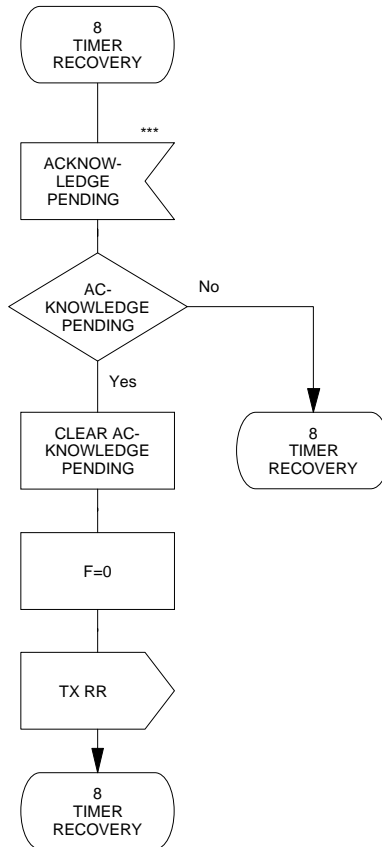 8
TIMER
RECOVERY
***
ACKNOW-
LEDGE
PENDING
AC-
KNOWLEDGE
PENDING
No
Yes
CLEAR AC-
KNOWLEDGE
PENDING
8
TIMER
RECOVERY
F=0
TX RR
8
TIMER
RECOVERY